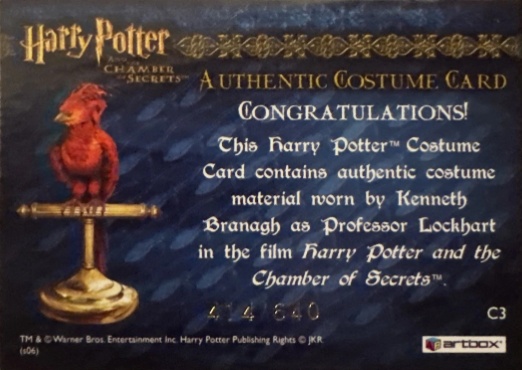 Harry Potter
AND THE
CHAMBER
OF SECRETS™
AUTHENTIC COSTUME CARD
CONGRATULATIONS!
This Harry Potter™ Costume
Card contains authentic costume
material worn by Kenneth
Branagh as Professor Lockhart
in the film Harry Potter and the
Chamber of Secrets™.
414 640
C3
TM & © Warner Bros. Entertainment Inc. Harry Potter Publishing Rights © JKR.
(s06)
artbox